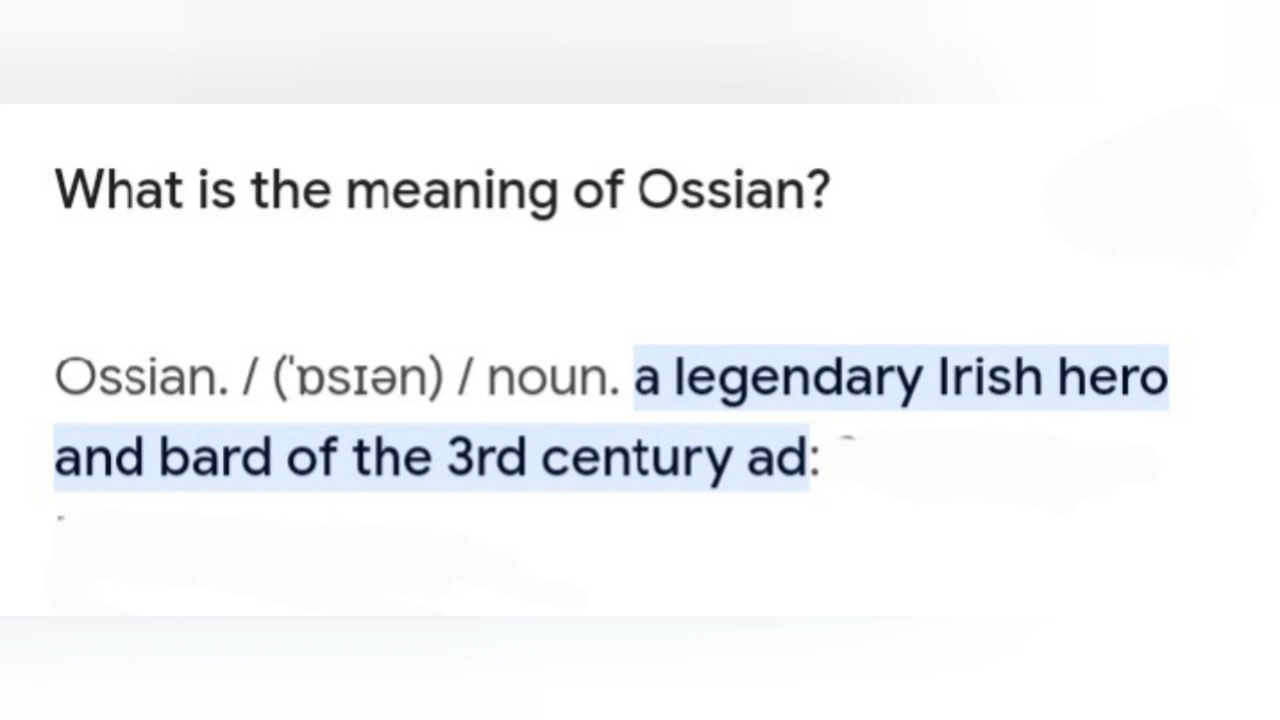 What is the meaning of Ossian?
Ossian. / (ˈɒsɪən) / noun. a legendary Irish hero
and bard of the 3rd century ad: